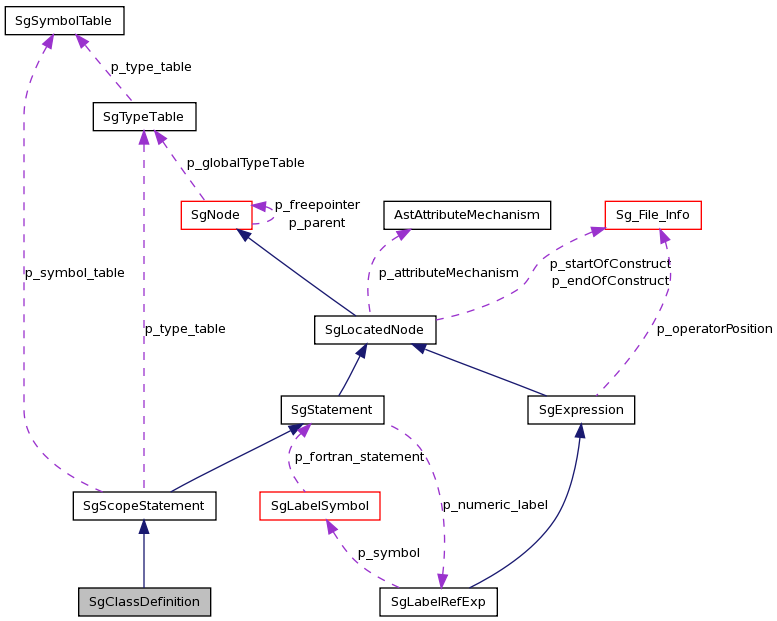 SgSymbolTable
p_type_table
SgTypeTable
p_globalTypeTable
SgNode
p_freepointer
p_parent
AstAttributeMechanism
Sg_File_Info
p_symbol_table
p_attributeMechanism
p_startOfConstruct
p_endOfConstruct
p_type_table
SgLocatedNode
p_operatorPosition
SgStatement
SgExpression
p_fortran_statement
SgScopeStatement
SgLabelSymbol
p_numeric_label
p_symbol
SgClassDefinition
SgLabelRefExp